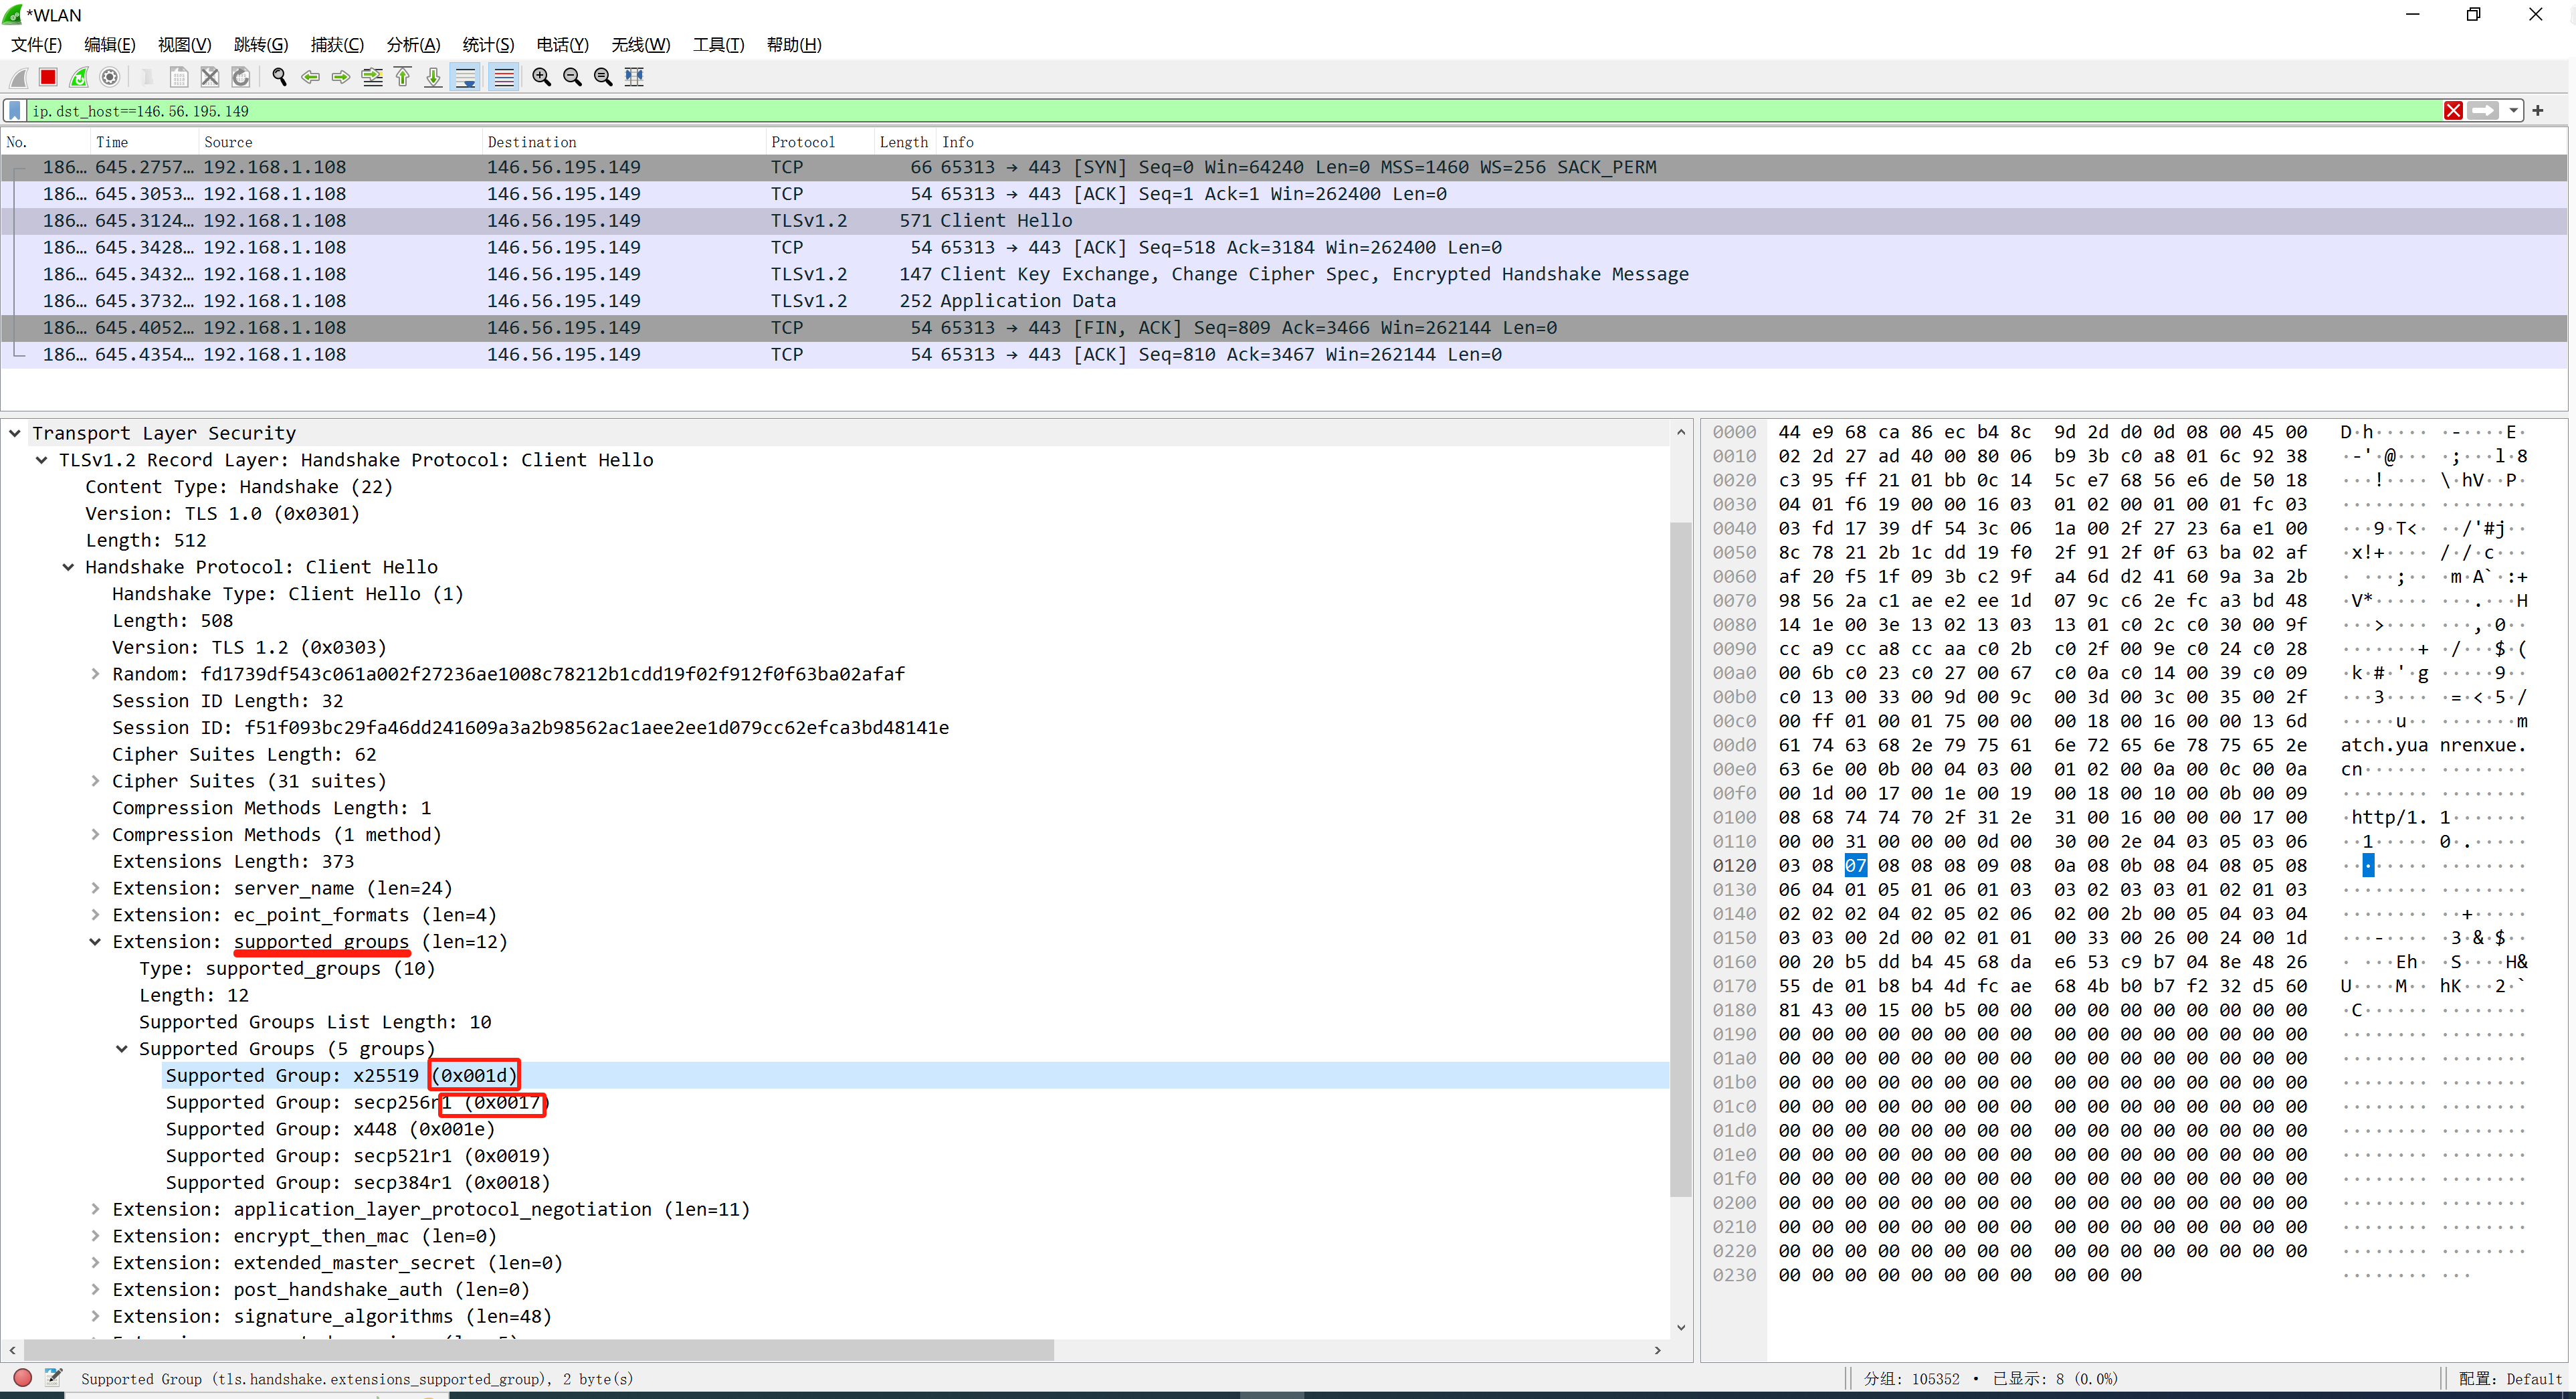 *WLAN
文件(F) 编辑(E) 视图(V) 跳转(G) 捕获(C) 分析(A) 统计(S) 电话(Y) 无线(W) 工具(T) 帮助(H)
ip.dst_host==146.56.195.149
No. Time Source Destination Protocol Length Info
186… 645.2757… 192.168.1.108 146.56.195.149 TCP 66 65313 → 443 [SYN] Seq=0 Win=64240 Len=0 MSS=1460 WS=256 SACK_PERM
186… 645.3053… 192.168.1.108 146.56.195.149 TCP 54 65313 → 443 [ACK] Seq=1 Ack=1 Win=262400 Len=0
186… 645.3124… 192.168.1.108 146.56.195.149 TLSv1.2 571 Client Hello
186… 645.3428… 192.168.1.108 146.56.195.149 TCP 54 65313 → 443 [ACK] Seq=518 Ack=3184 Win=262400 Len=0
186… 645.3432… 192.168.1.108 146.56.195.149 TLSv1.2 147 Client Key Exchange, Change Cipher Spec, Encrypted Handshake Message
186… 645.3732… 192.168.1.108 146.56.195.149 TLSv1.2 252 Application Data
186… 645.4052… 192.168.1.108 146.56.195.149 TCP 54 65313 → 443 [FIN, ACK] Seq=809 Ack=3466 Win=262144 Len=0
186… 645.4354… 192.168.1.108 146.56.195.149 TCP 54 65313 → 443 [ACK] Seq=810 Ack=3467 Win=262144 Len=0
Transport Layer Security
TLSv1.2 Record Layer: Handshake Protocol: Client Hello
Content Type: Handshake (22)
Version: TLS 1.0 (0x0301)
Length: 512
Handshake Protocol: Client Hello
Handshake Type: Client Hello (1)
Length: 508
Version: TLS 1.2 (0x0303)
Random: fd1739df543c061a002f27236ae1008c78212b1cdd19f02f912f0f63ba02afaf
Session ID Length: 32
Session ID: f51f093bc29fa46dd241609a3a2b98562ac1aee2ee1d079cc62efca3bd48141e
Cipher Suites Length: 62
Cipher Suites (31 suites)
Compression Methods Length: 1
Compression Methods (1 method)
Extensions Length: 373
Extension: server_name (len=24)
Extension: ec_point_formats (len=4)
Extension: supported_groups (len=12)
Type: supported_groups (10)
Length: 12
Supported Groups List Length: 10
Supported Groups (5 groups)
Supported Group: x25519 (0x001d)
Supported Group: secp256r1 (0x0017)
Supported Group: x448 (0x001e)
Supported Group: secp521r1 (0x0019)
Supported Group: secp384r1 (0x0018)
Extension: application_layer_protocol_negotiation (len=11)
Extension: encrypt_then_mac (len=0)
Extension: extended_master_secret (len=0)
Extension: post_handshake_auth (len=0)
Extension: signature_algorithms (len=48)
0000 44 e9 68 ca 86 ec b4 8c 9d 2d d0 0d 08 00 45 00 D·h····· ·-····E·
0010 02 2d 27 ad 40 00 80 06 b9 3b c0 a8 01 6c 92 38 ·-'·@··· ·;···l·8
0020 c3 95 ff 21 01 bb 0c 14 5c e7 68 56 e6 de 50 18 ···!···· \·hV··P·
0030 04 01 f6 19 00 00 16 03 01 02 00 01 00 01 fc 03 ········ ········
0040 03 fd 17 39 df 54 3c 06 1a 00 2f 27 23 6a e1 00 ···9·T<· ··/'#j··
0050 8c 78 21 2b 1c dd 19 f0 2f 91 2f 0f 63 ba 02 af ·x!+···· /·/·c···
0060 af 20 f5 1f 09 3b c2 9f a4 6d d2 41 60 9a 3a 2b · ···;·· ·m·A`·:+
0070 98 56 2a c1 ae e2 ee 1d 07 9c c6 2e fc a3 bd 48 ·V*····· ···.···H
0080 14 1e 00 3e 13 02 13 03 13 01 c0 2c c0 30 00 9f ···>···· ···,·0··
0090 cc a9 cc a8 cc aa c0 2b c0 2f 00 9e c0 24 c0 28 ·······+ ·/···$·(
00a0 00 6b c0 23 c0 27 00 67 c0 0a c0 14 00 39 c0 09 ·k·#·'·g ·····9··
00b0 c0 13 00 33 00 9d 00 9c 00 3d 00 3c 00 35 00 2f ···3···· ·=·<·5·/
00c0 00 ff 01 00 01 75 00 00 00 18 00 16 00 00 13 6d ·····u·· ·······m
00d0 61 74 63 68 2e 79 75 61 6e 72 65 6e 78 75 65 2e atch.yua nrenxue.
00e0 63 6e 00 0b 00 04 03 00 01 02 00 0a 00 0c 00 0a cn······ ········
00f0 00 1d 00 17 00 1e 00 19 00 18 00 10 00 0b 00 09 ········ ········
0100 08 68 74 74 70 2f 31 2e 31 00 16 00 00 00 17 00 ·http/1. 1·······
0110 00 00 31 00 00 00 0d 00 30 00 2e 04 03 05 03 06 ··1····· 0·.·····
0120 03 08 07 08 08 08 09 08 0a 08 0b 08 04 08 05 08 ········ ········
0130 06 04 01 05 01 06 01 03 03 02 03 03 01 02 01 03 ········ ········
0140 02 02 02 04 02 05 02 06 02 00 2b 00 05 04 03 04 ········ ··+·····
0150 03 03 00 2d 00 02 01 01 00 33 00 26 00 24 00 1d ···-···· ·3·&·$··
0160 00 20 b5 dd b4 45 68 da e6 53 c9 b7 04 8e 48 26 · ···Eh· ·S····H&
0170 55 de 01 b8 b4 4d fc ae 68 4b b0 b7 f2 32 d5 60 U····M·· hK···2·`
0180 81 43 00 15 00 b5 00 00 00 00 00 00 00 00 00 00 ·C······ ········
0190 00 00 00 00 00 00 00 00 00 00 00 00 00 00 00 00 ········ ········
01a0 00 00 00 00 00 00 00 00 00 00 00 00 00 00 00 00 ········ ········
01b0 00 00 00 00 00 00 00 00 00 00 00 00 00 00 00 00 ········ ········
01c0 00 00 00 00 00 00 00 00 00 00 00 00 00 00 00 00 ········ ········
01d0 00 00 00 00 00 00 00 00 00 00 00 00 00 00 00 00 ········ ········
01e0 00 00 00 00 00 00 00 00 00 00 00 00 00 00 00 00 ········ ········
01f0 00 00 00 00 00 00 00 00 00 00 00 00 00 00 00 00 ········ ········
0200 00 00 00 00 00 00 00 00 00 00 00 00 00 00 00 00 ········ ········
0210 00 00 00 00 00 00 00 00 00 00 00 00 00 00 00 00 ········ ········
0220 00 00 00 00 00 00 00 00 00 00 00 00 00 00 00 00 ········ ········
0230 00 00 00 00 00 00 00 00 00 00 00 ········ ···
Supported Group (tls.handshake.extensions_supported_group), 2 byte(s) 分组: 105352 · 已显示: 8 (0.0%) 配置: Default